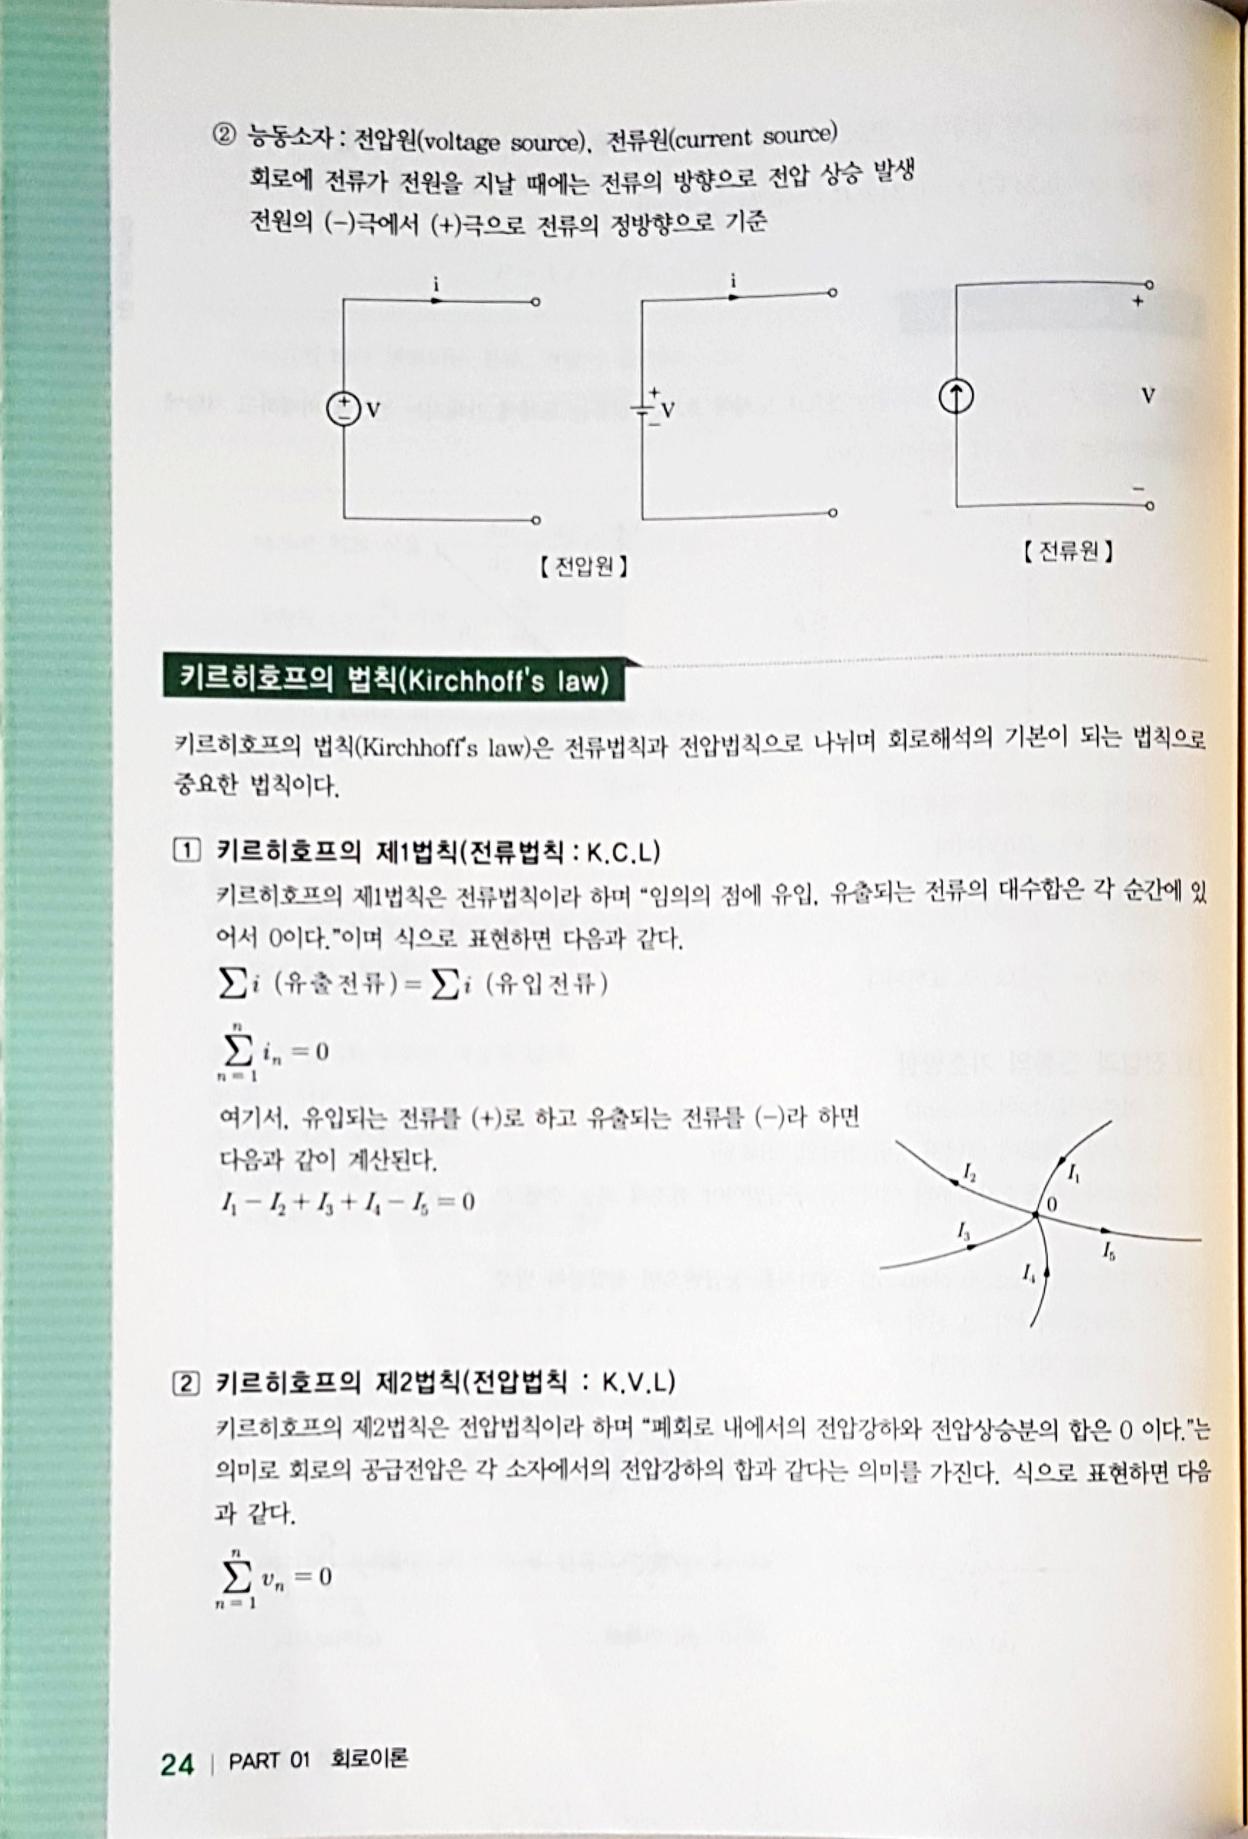 ② 능동소자 : 전압원(voltage source), 전류원(current source)
회로에 전류가 전원을 지날 때에는 전류의 방향으로 전압 상승 발생
전원의 (−)극에서 (+)극으로 전류의 정방향으로 기준
i
+
−
V
i
+
−
V
+
V
−
【 전압원 】
【 전류원 】
키르히호프의 법칙(Kirchhoff's law)
키르히호프의 법칙(Kirchhoff's law)은 전류법칙과 전압법칙으로 나뉘며 회로해석의 기본이 되는 법칙으로
중요한 법칙이다.
1 키르히호프의 제1법칙(전류법칙 : K.C.L)
키르히호프의 제1법칙은 전류법칙이라 하며 “임의의 점에 유입, 유출되는 전류의 대수합은 각 순간에 있
어서 0이다.”이며 식으로 표현하면 다음과 같다.
∑i (유출전류) = ∑i (유입전류)
n
∑ iₙ = 0
n = 1
여기서, 유입되는 전류를 (+)로 하고 유출되는 전류를 (−)라 하면
다음과 같이 계산된다.
I₁ − I₂ + I₃ + I₄ − I₅ = 0
I₂
I₁
0
I₃
I₅
I₄
2 키르히호프의 제2법칙(전압법칙 : K.V.L)
키르히호프의 제2법칙은 전압법칙이라 하며 “폐회로 내에서의 전압강하와 전압상승분의 합은 0 이다.”는
의미로 회로의 공급전압은 각 소자에서의 전압강하의 합과 같다는 의미를 가진다. 식으로 표현하면 다음
과 같다.
n
∑ vₙ = 0
n = 1
24 | PART 01 회로이론